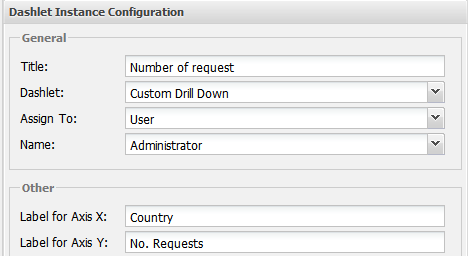 Dashlet Instance Configuration
General
Title: Number of request
Dashlet: Custom Drill Down
Assign To: User
Name: Administrator
Other
Label for Axis X: Country
Label for Axis Y: No. Requests